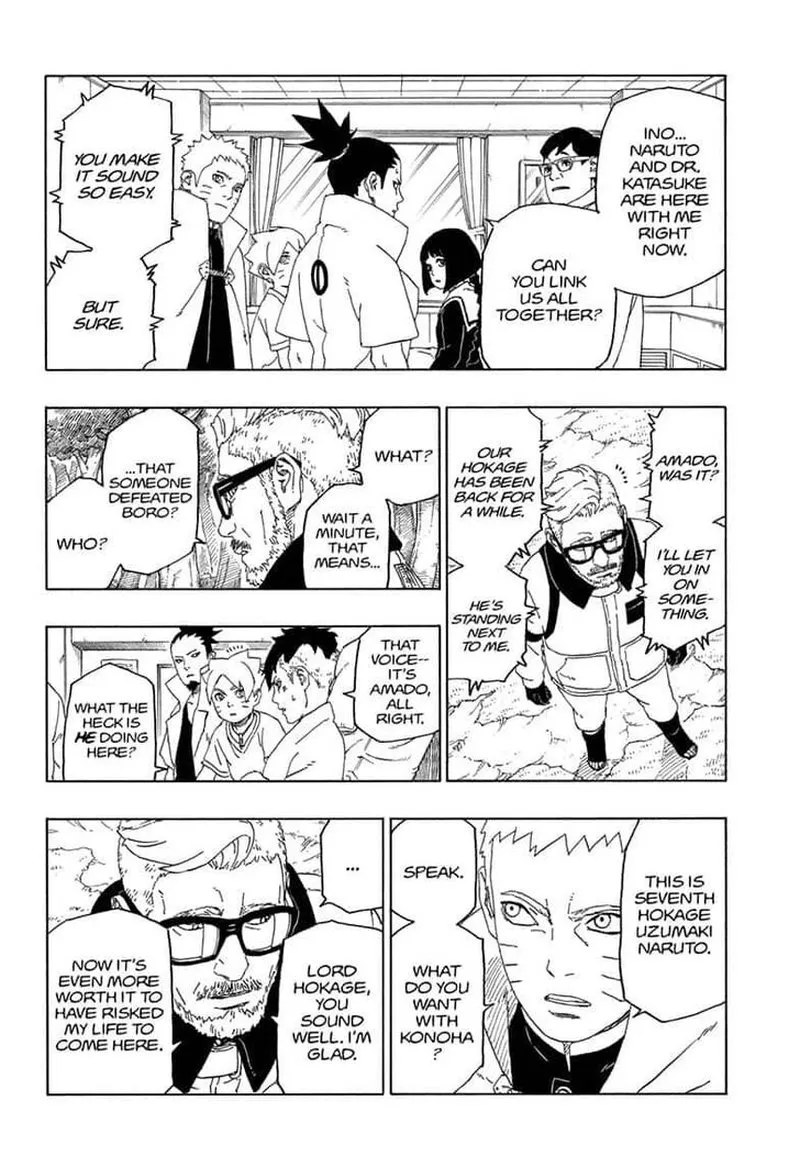 INO...
NARUTO
AND DR.
KATASUKE
ARE HERE
WITH ME
RIGHT
NOW.
CAN
YOU LINK
US ALL
TOGETHER?
YOU MAKE
IT SOUND
SO EASY.
BUT
SURE.
AMADO,
WAS IT?
I'LL LET
YOU IN
ON
SOME-
THING.
OUR
HOKAGE
HAS BEEN
BACK FOR
A WHILE.
HE'S
STANDING
NEXT
TO ME.
WHAT?
WAIT A
MINUTE,
THAT
MEANS...
...THAT
SOMEONE
DEFEATED
BORO?
WHO?
THAT
VOICE--
IT'S
AMADO,
ALL
RIGHT.
WHAT THE
HECK IS
HE DOING
HERE?
THIS IS
SEVENTH
HOKAGE
UZUMAKI
NARUTO.
SPEAK.
WHAT
DO YOU
WANT
WITH
KONOHA
?
...
LORD
HOKAGE,
YOU
SOUND
WELL. I'M
GLAD.
NOW IT'S
EVEN MORE
WORTH IT TO
HAVE RISKED
MY LIFE TO
COME HERE.